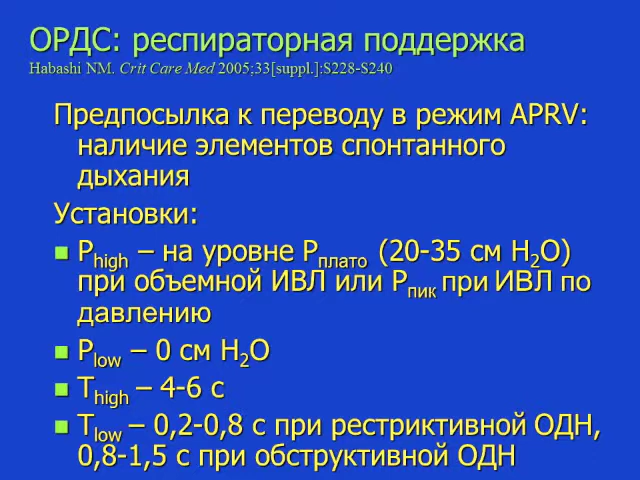 ОРДС: респираторная поддержка
Habashi NM. Crit Care Med 2005;33[suppl.]:S228-S240
Предпосылка к переводу в режим APRV:
наличие элементов спонтанного
дыхания
Установки:
■ Phigh – на уровне Pплато (20-35 см H2O)
при объемной ИВЛ или Pпик при ИВЛ по
давлению
■ Plow – 0 см H2O
■ Thigh – 4-6 с
■ Tlow – 0,2-0,8 с при рестриктивной ОДН,
0,8-1,5 с при обструктивной ОДН